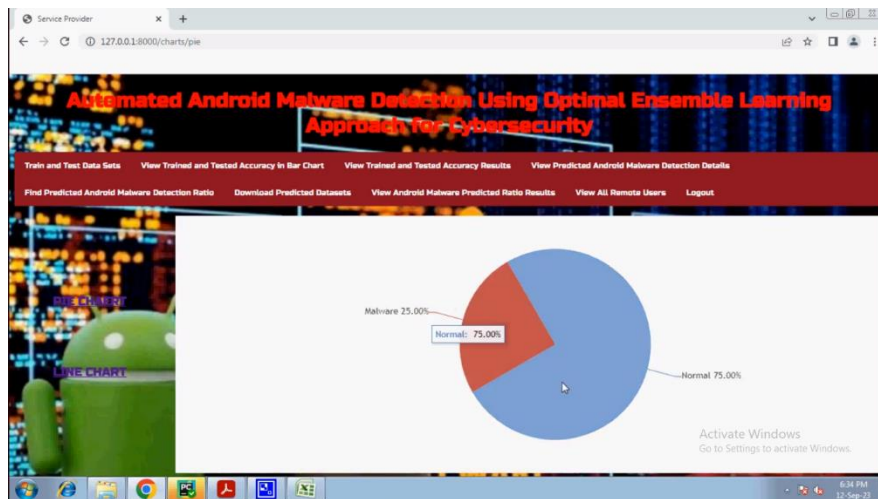 Service Provider
127.0.0.1:8000/charts/pie
Automated Android Malware Detection Using Optimal Ensemble Learning
Approach for Cybersecurity
Train and Test Data Sets View Trained and Tested Accuracy in Bar Chart View Trained and Tested Accuracy Results View Predicted Android Malware Detection Details
Find Predicted Android Malware Detection Ratio Download Predicted Datasets View Android Malware Predicted Ratio Results View All Remote Users Logout
PIE CHART
Malware 25.00%
Normal: 75.00%
LINE CHART
Normal 75.00%
Activate Windows
Go to Settings to activate Windows.
PC
6:34 PM
12-Sep-23